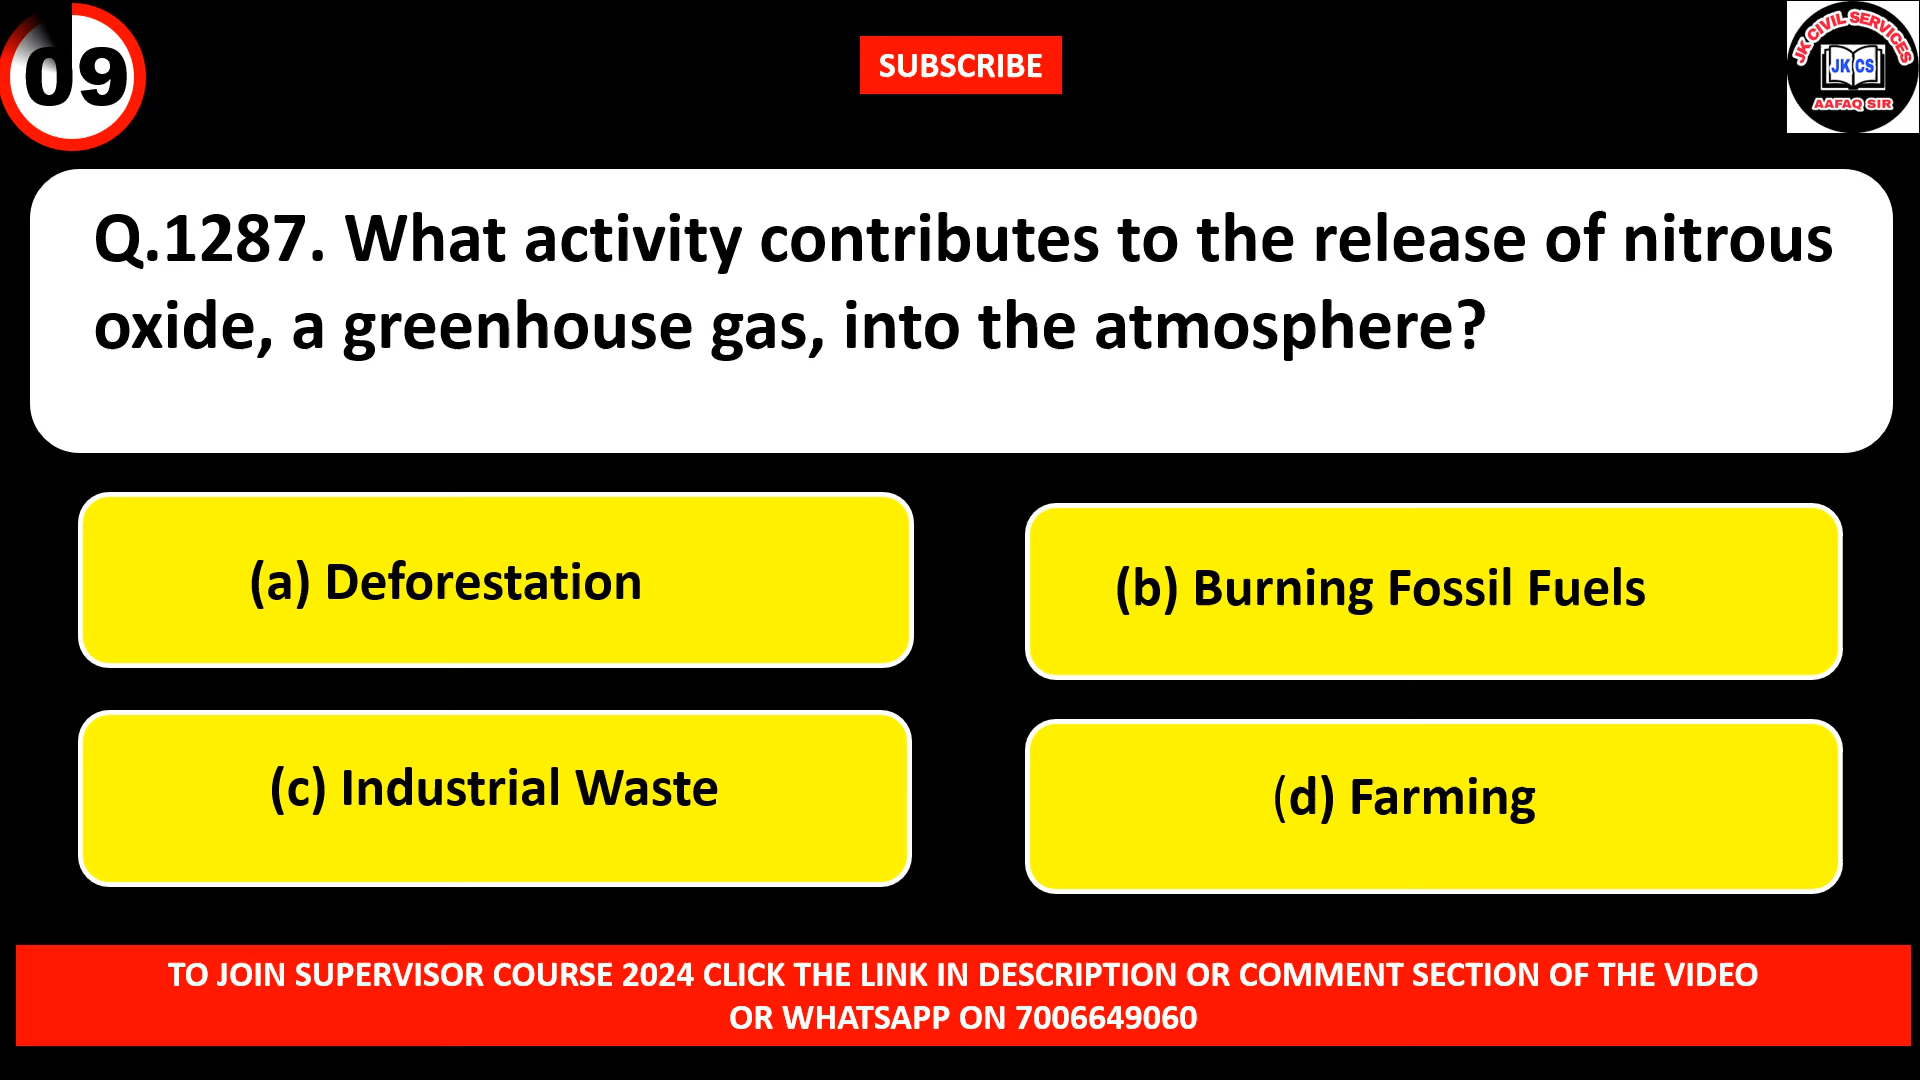 09
SUBSCRIBE
JK CIVIL SERVICES
JK CS
AAFAQ SIR
Q.1287. What activity contributes to the release of nitrous
oxide, a greenhouse gas, into the atmosphere?
(a) Deforestation
(b) Burning Fossil Fuels
(c) Industrial Waste
(d) Farming
TO JOIN SUPERVISOR COURSE 2024 CLICK THE LINK IN DESCRIPTION OR COMMENT SECTION OF THE VIDEO
OR WHATSAPP ON 7006649060